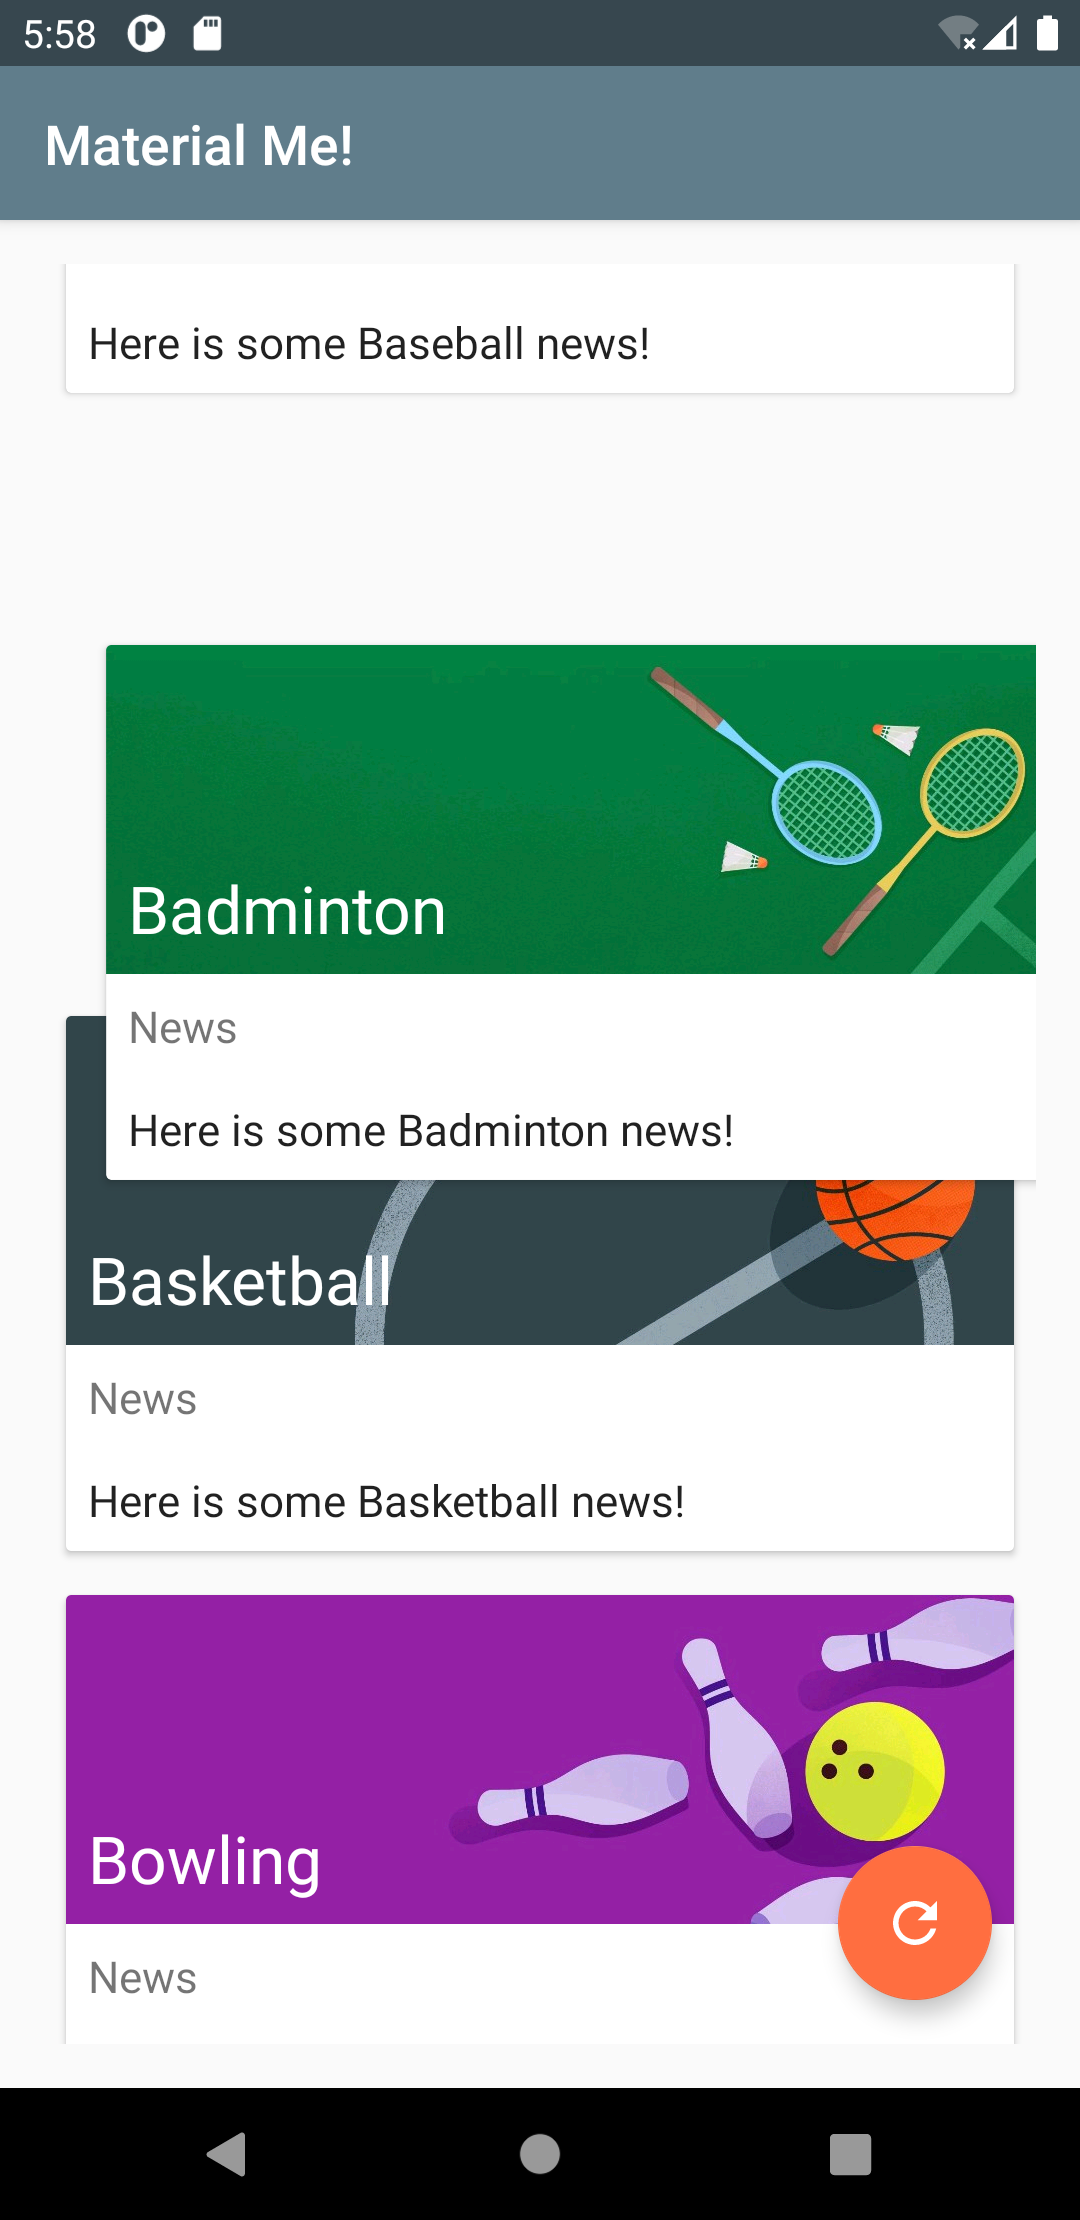 5:58
Material Me!
Here is some Baseball news!
Badminton
News
Here is some Badminton news!
Basketball
News
Here is some Basketball news!
Bowling
News